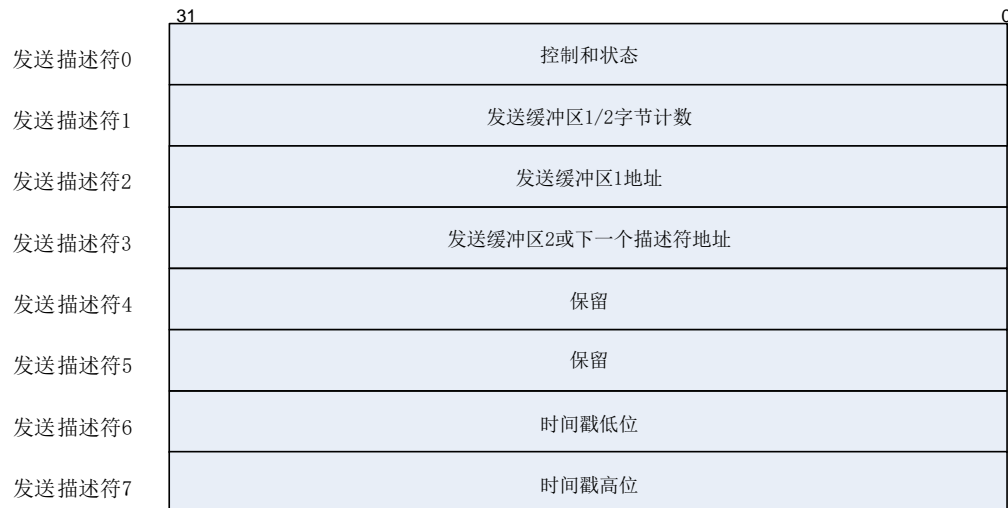 31 0
发送描述符0 控制和状态
发送描述符1 发送缓冲区1/2字节计数
发送描述符2 发送缓冲区1地址
发送描述符3 发送缓冲区2或下一个描述符地址
发送描述符4 保留
发送描述符5 保留
发送描述符6 时间戳低位
发送描述符7 时间戳高位